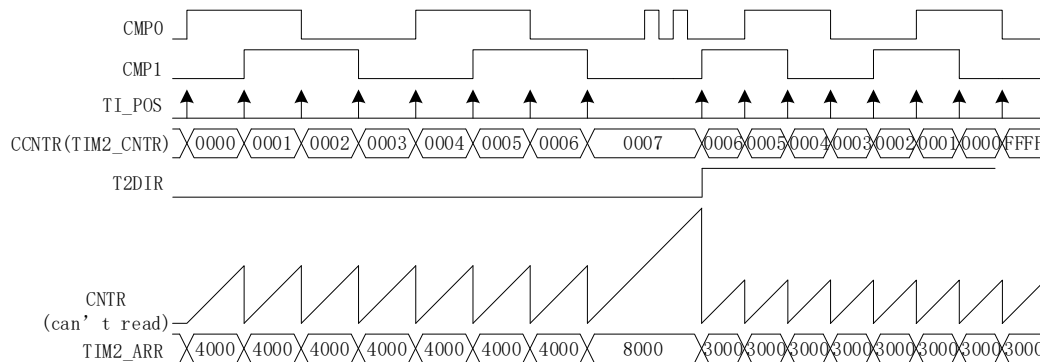 CMP0
CMP1
TI_POS
CCNTR(TIM2_CNTR) 0000 0001 0002 0003 0004 0005 0006 0007 0006 0005 0004 0003 0002 0001 0000 FFFF
T2DIR
CNTR
(can't read)
TIM2_ARR 4000 4000 4000 4000 4000 4000 4000 8000 3000 3000 3000 3000 3000 3000 3000 3000